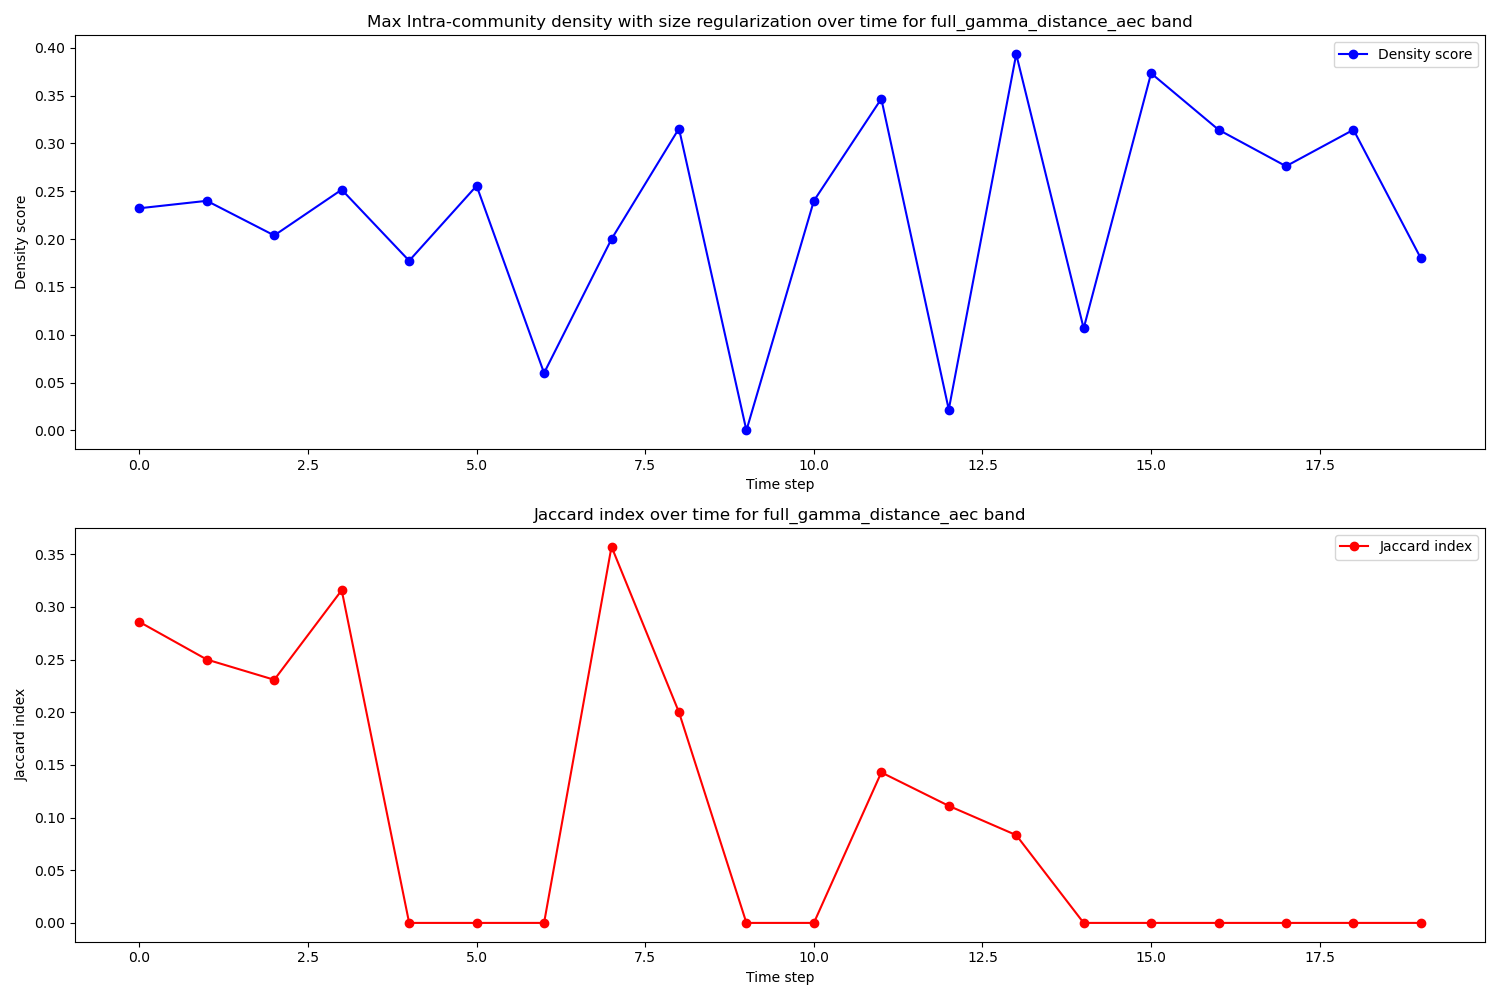 Max Intra-community density with size regularization over time for full_gamma_distance_aec band
Density score
0.40
0.35
0.30
0.25
0.20
0.15
0.10
0.05
0.00
Density score
0.0 2.5 5.0 7.5 10.0 12.5 15.0 17.5
Time step
Jaccard index over time for full_gamma_distance_aec band
Jaccard index
0.35
0.30
0.25
0.20
0.15
0.10
0.05
0.00
Jaccard index
0.0 2.5 5.0 7.5 10.0 12.5 15.0 17.5
Time step